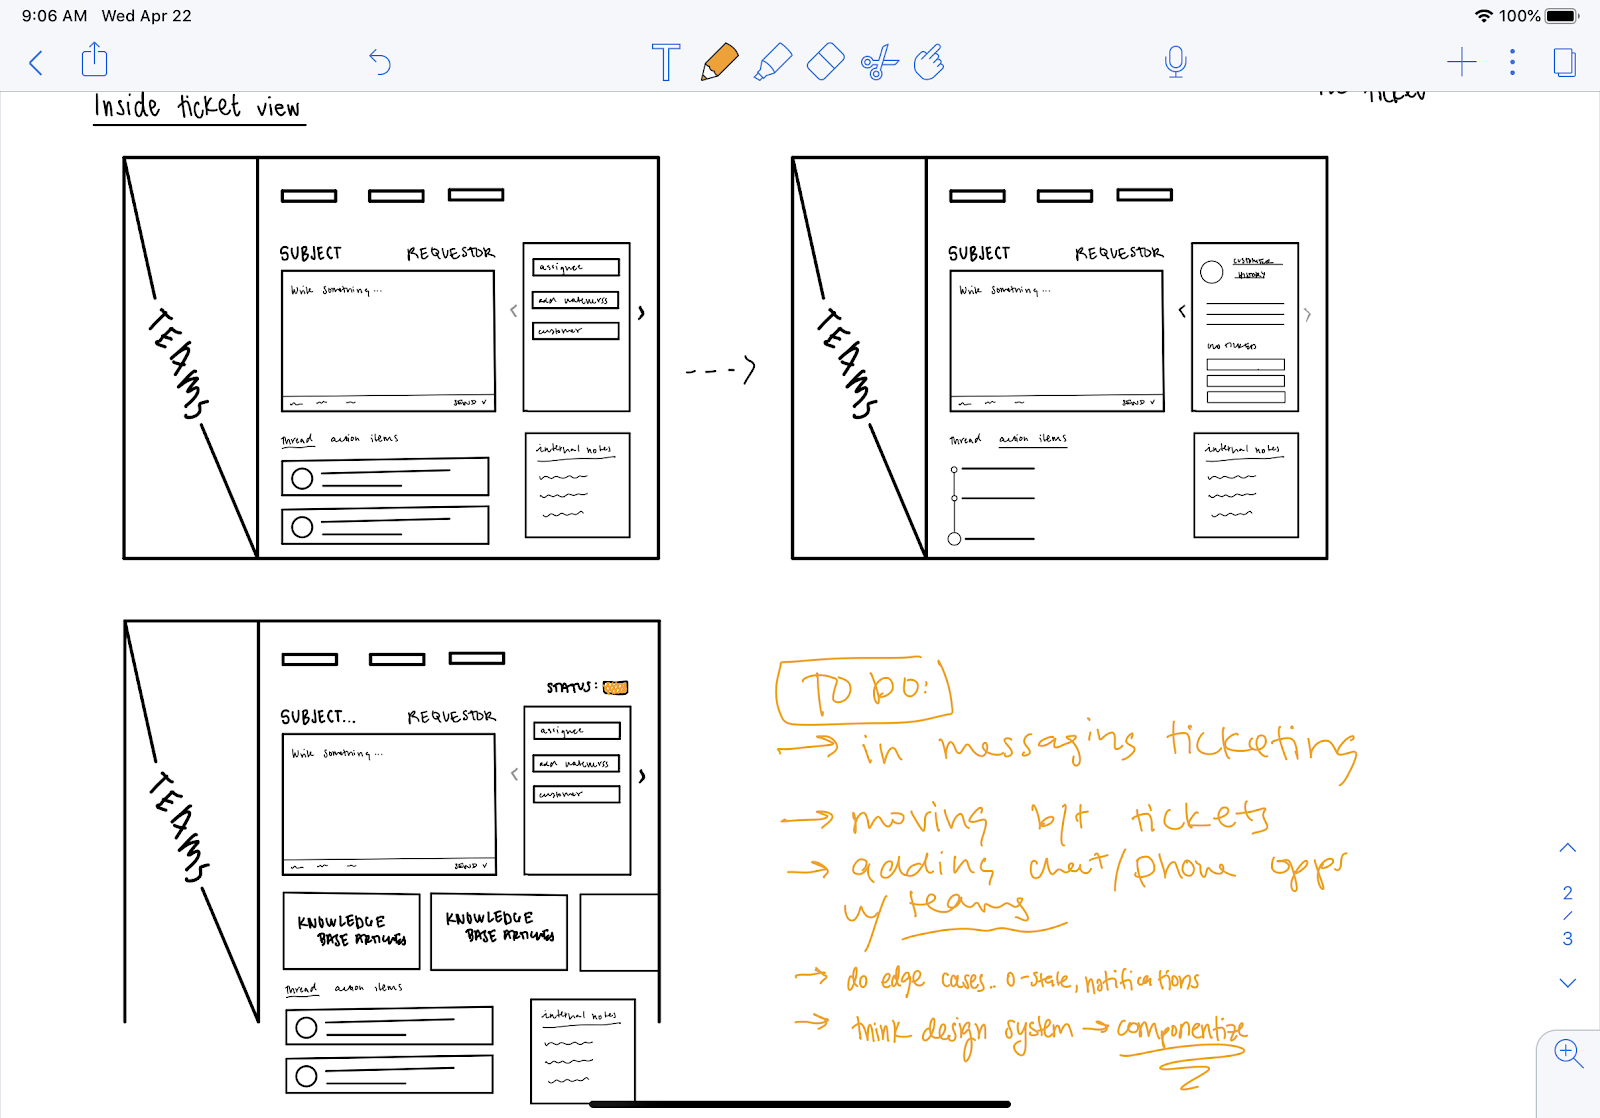 9:06 AM Wed Apr 22
100%
Inside ticket view
ticket
TEAMS
SUBJECT
REQUESTOR
Write something...
SEND
assignee
add watchers
customer
Thread action items
internal notes
TEAMS
SUBJECT
REQUESTOR
Write something...
SEND
CUSTOMER
HISTORY
Thread action items
internal notes
TEAMS
STATUS:
SUBJECT...
REQUESTOR
Write something...
SEND
assignee
add watchers
customer
KNOWLEDGE
BASE ARTICLES
KNOWLEDGE
BASE ARTICLES
Thread action items
internal notes
TO DO:
→ in messaging ticketing
→ moving b/t tickets
→ adding chat/phone apps
w/ teams
→ do edge cases.. 0-state, notifications
→ think design system → componentize
2
/
3